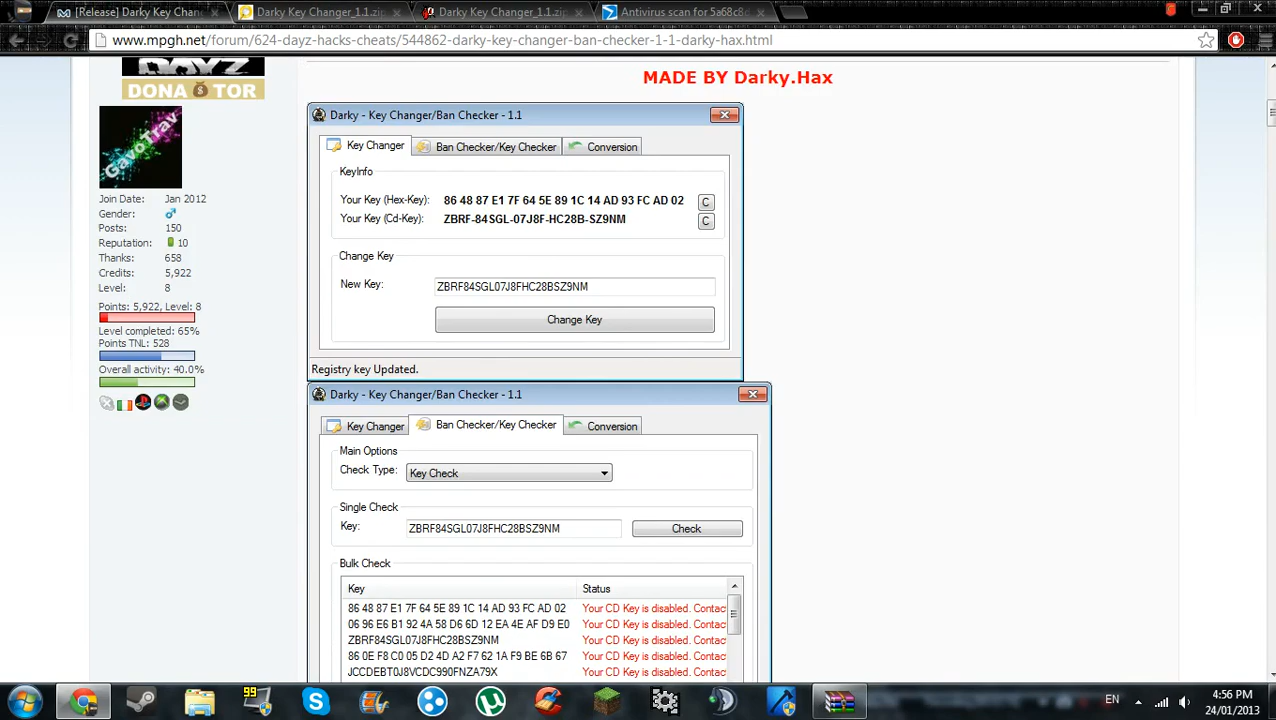 [Release] Darky Key Chan
Darky Key Changer 1.1.zip
Darky Key Changer 1.1.zip
Antivirus scan for 5a68c
www.mpgh.net/forum/624-dayz-hacks-cheats/544862-darky-key-changer-ban-checker-1-1-darky-hax.html
DAYZ
DONATOR
GavoTrav
Join Date: Jan 2012
Gender:
Posts: 150
Reputation: 10
Thanks: 658
Credits: 5,922
Level: 8
Points: 5,922, Level: 8
Level completed: 65%
Points TNL: 528
Overall activity: 40.0%
MADE BY Darky.Hax
Darky - Key Changer/Ban Checker - 1.1
Key Changer Ban Checker/Key Checker Conversion
KeyInfo
Your Key (Hex-Key): 86 48 87 E1 7F 64 5E 89 1C 14 AD 93 FC AD 02 C
Your Key (Cd-Key): ZBRF-84SGL-07J8F-HC28B-SZ9NM C
Change Key
New Key: ZBRF84SGL07J8FHC28BSZ9NM
Change Key
Registry key Updated.
Darky - Key Changer/Ban Checker - 1.1
Key Changer Ban Checker/Key Checker Conversion
Main Options
Check Type: Key Check
Single Check
Key: ZBRF84SGL07J8FHC28BSZ9NM Check
Bulk Check
Key Status
86 48 87 E1 7F 64 5E 89 1C 14 AD 93 FC AD 02 Your CD Key is disabled. Contac
06 96 E6 B1 92 4A 58 D6 6D 12 EA 4E AF D9 E0 Your CD Key is disabled. Contac
ZBRF84SGL07J8FHC28BSZ9NM Your CD Key is disabled. Contac
86 0E F8 C0 05 D2 4D A2 F7 62 1A F9 BE 6B 67 Your CD Key is disabled. Contac
JCCDEBT0J8VCDC990FNZA79X Your CD Key is disabled. Contac
99
EN
4:56 PM
24/01/2013